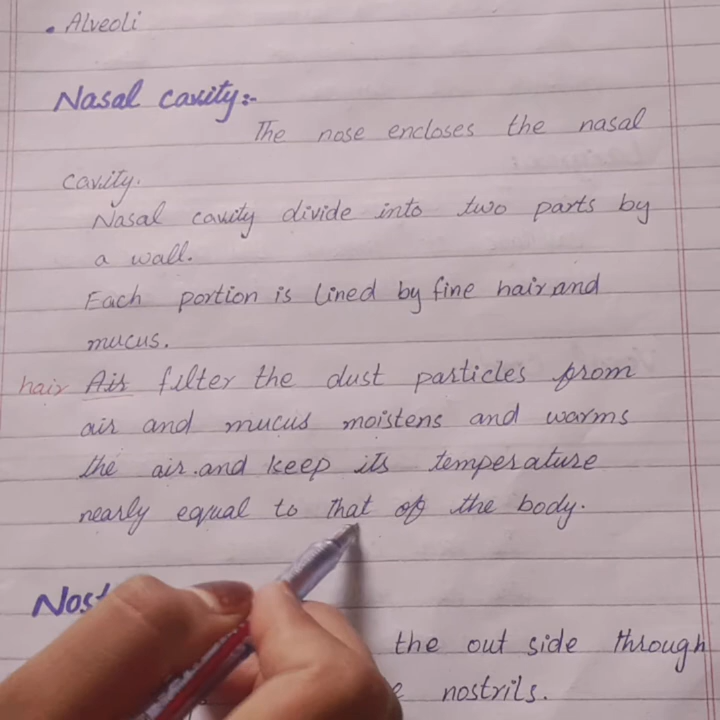 • Alveoli
Nasal cavity:-
The nose encloses the nasal
cavity.
Nasal cavity divide into two parts by
a wall.
Each portion is lined by fine hair and
mucus.
hair Air filter the dust particles from
air and mucus moistens and warms
the air.and keep its temperature
nearly equal to that of the body.
the out side through
nostrils.